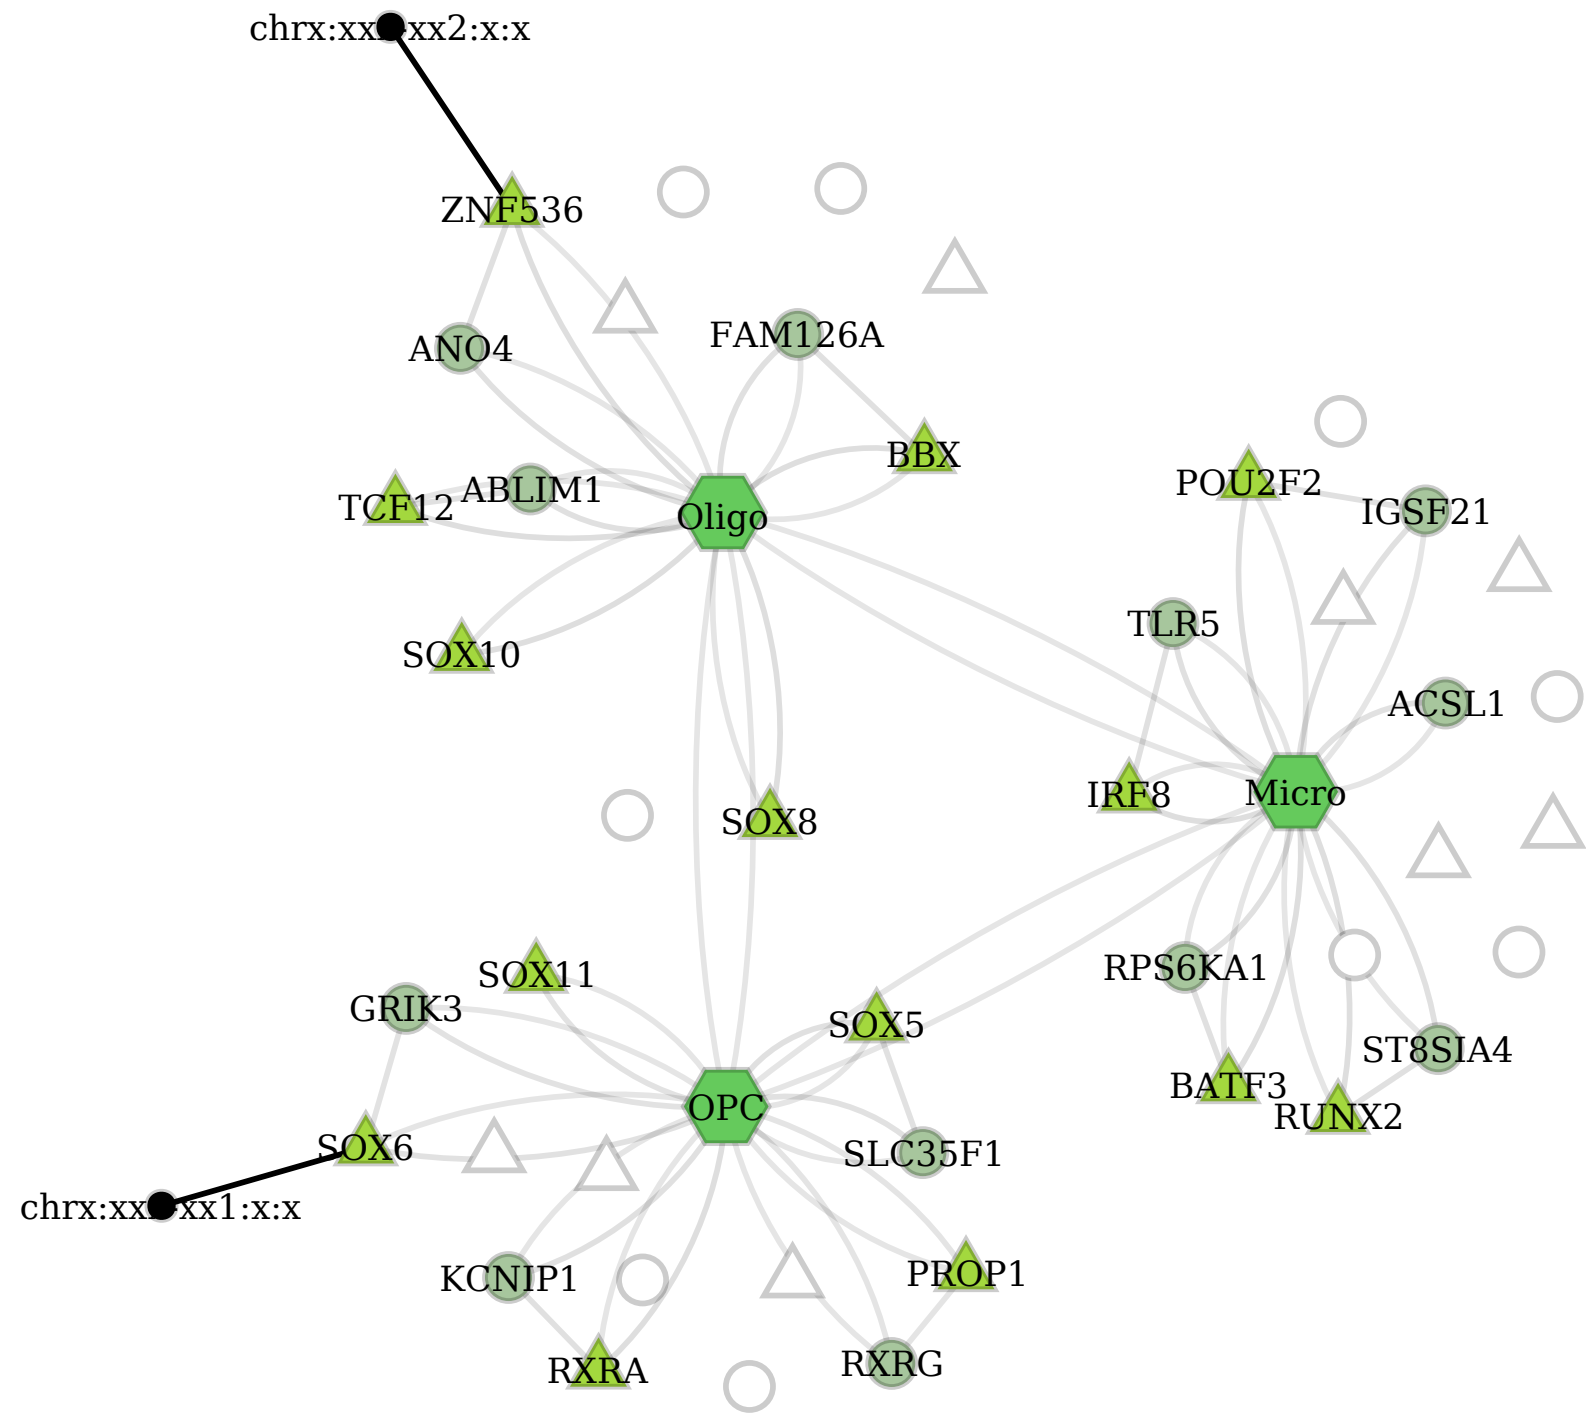 chrx:xx
xx2:x:x
ZNF536
ANO4
FAM126A
BBX
TCF12
ABLIM1
Oligo
POU2F2
IGSF21
TLR5
SOX10
ACSL1
IRF8
Micro
SOX8
SOX11
RPS6KA1
GRIK3
SOX5
ST8SIA4
BATF3
OPC
RUNX2
SOX6
SLC35F1
chrx:xx
xx1:x:x
KCNIP1
PROP1
RXRA
RXRG